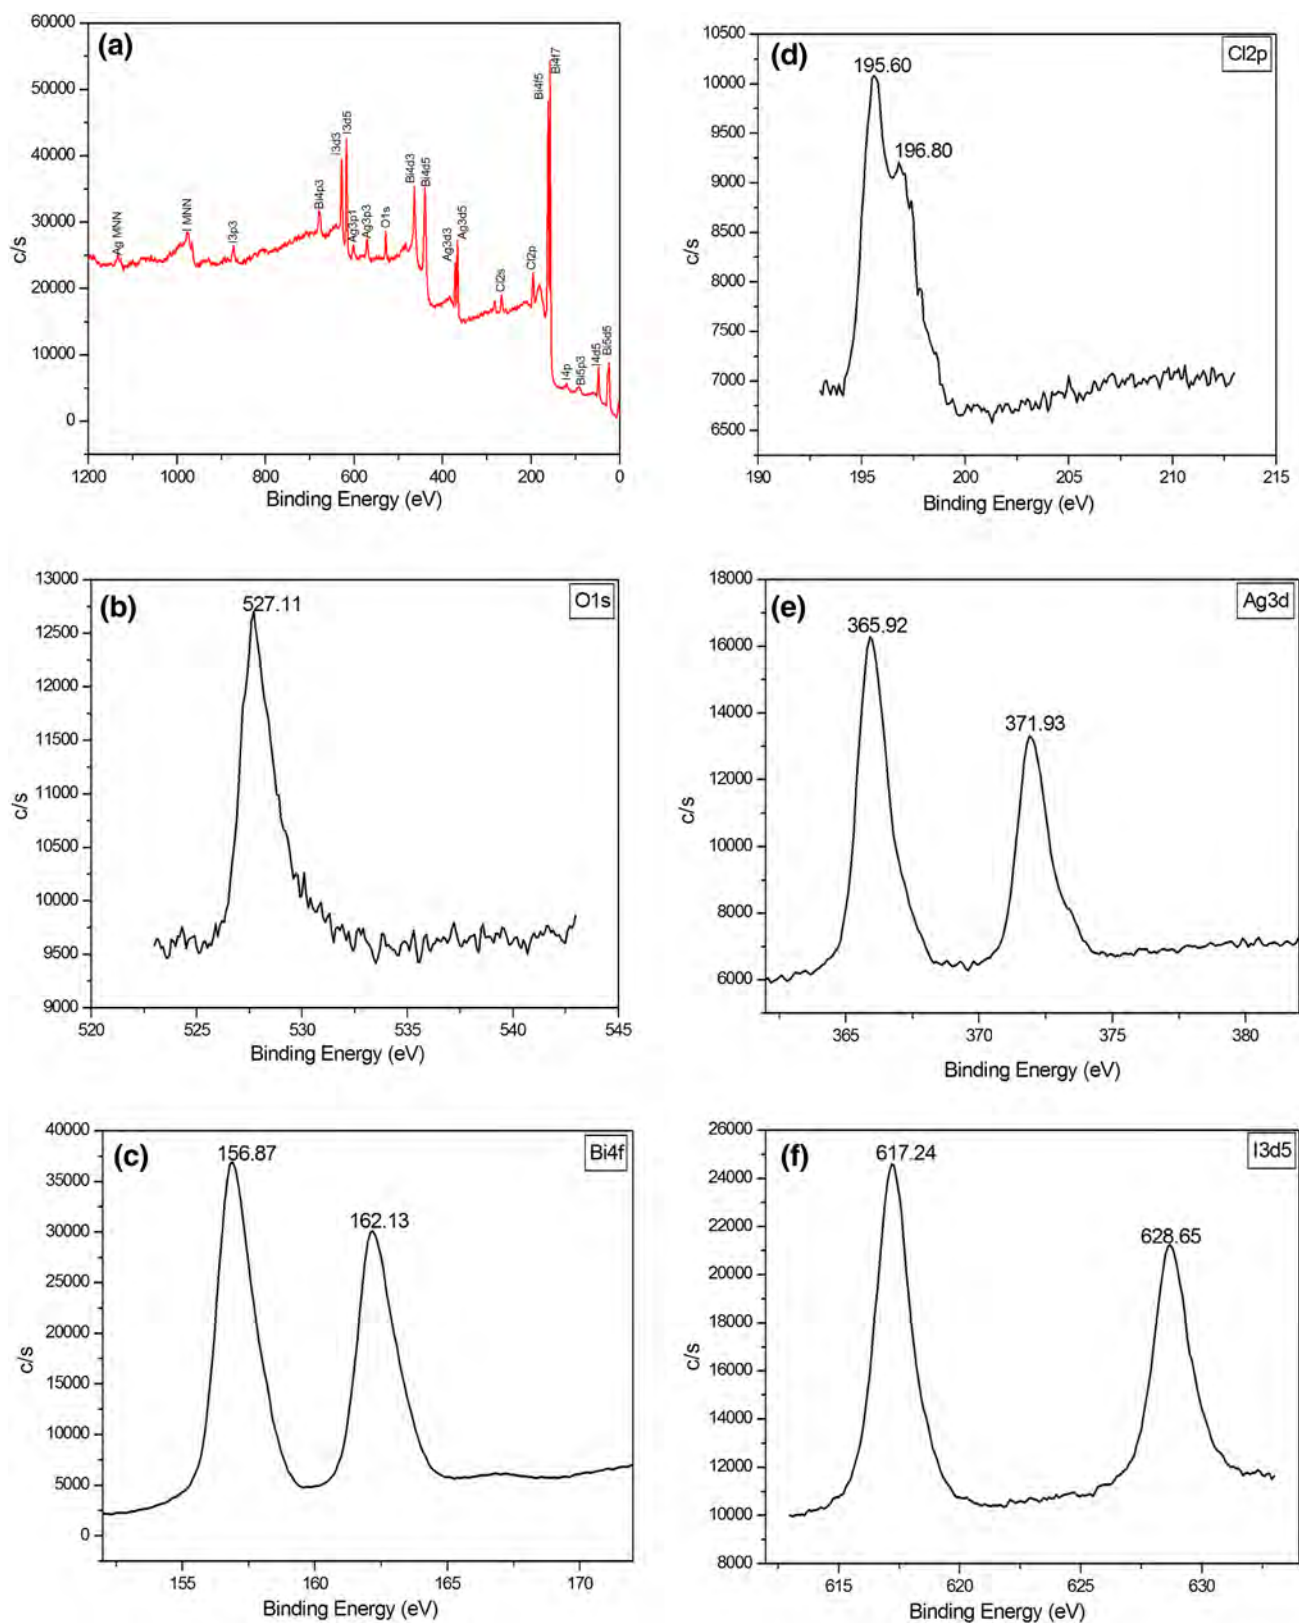 (a)
60000
50000
40000
30000
20000
10000
0
c/s
Ag MNN
I MNN
I3p3
Bi4p3
I3d3
I3d5
Ag3p1
Ag3p3
O1s
Bi4d3
Bi4d5
Ag3d3
Ag3d5
Cl2s
Cl2p
Bi4f5
Bi4f7
I4p
Bi5p3
I4d5
Bi5d5
1200 1000 800 600 400 200 0
Binding Energy (eV)
(d)
Cl2p
195.60
196.80
10500
10000
9500
9000
8500
8000
7500
7000
6500
c/s
190 195 200 205 210 215
Binding Energy (eV)
(b)
O1s
527.11
13000
12500
12000
11500
11000
10500
10000
9500
9000
c/s
520 525 530 535 540 545
Binding Energy (eV)
(e)
Ag3d
365.92
371.93
18000
16000
14000
12000
10000
8000
6000
c/s
365 370 375 380
Binding Energy (eV)
(c)
Bi4f
156.87
162.13
40000
35000
30000
25000
20000
15000
10000
5000
0
c/s
155 160 165 170
Binding Energy (eV)
(f)
I3d5
617.24
628.65
26000
24000
22000
20000
18000
16000
14000
12000
10000
8000
c/s
615 620 625 630
Binding Energy (eV)